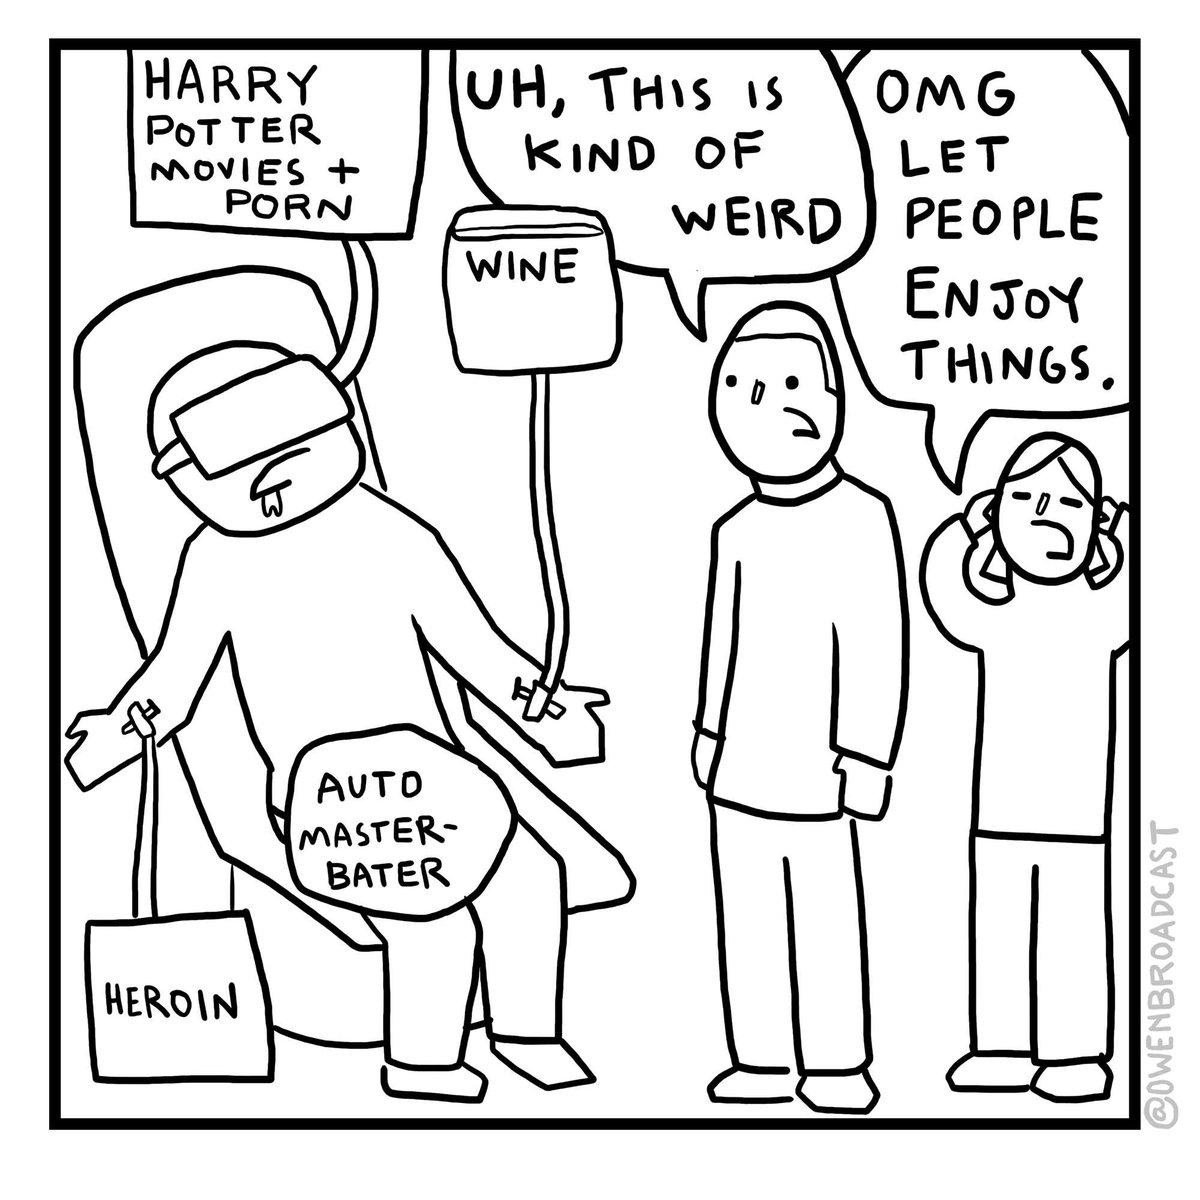 HARRY
POTTER
MOVIES +
PORN
UH, THIS IS
KIND OF
WEIRD
OMG
LET
PEOPLE
ENJOY
THINGS.
WINE
AUTO
MASTER-
BATER
HEROIN
@OWENBROADCAST